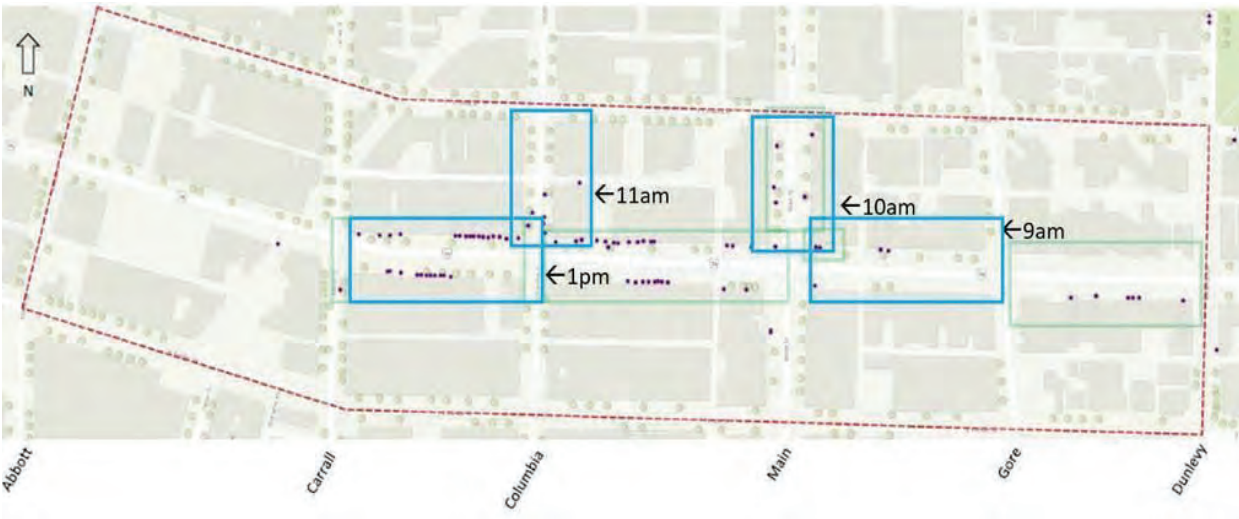 N
←11am
←10am
←9am
←1pm
Abbott
Carrall
Columbia
Main
Gore
Dunlevy